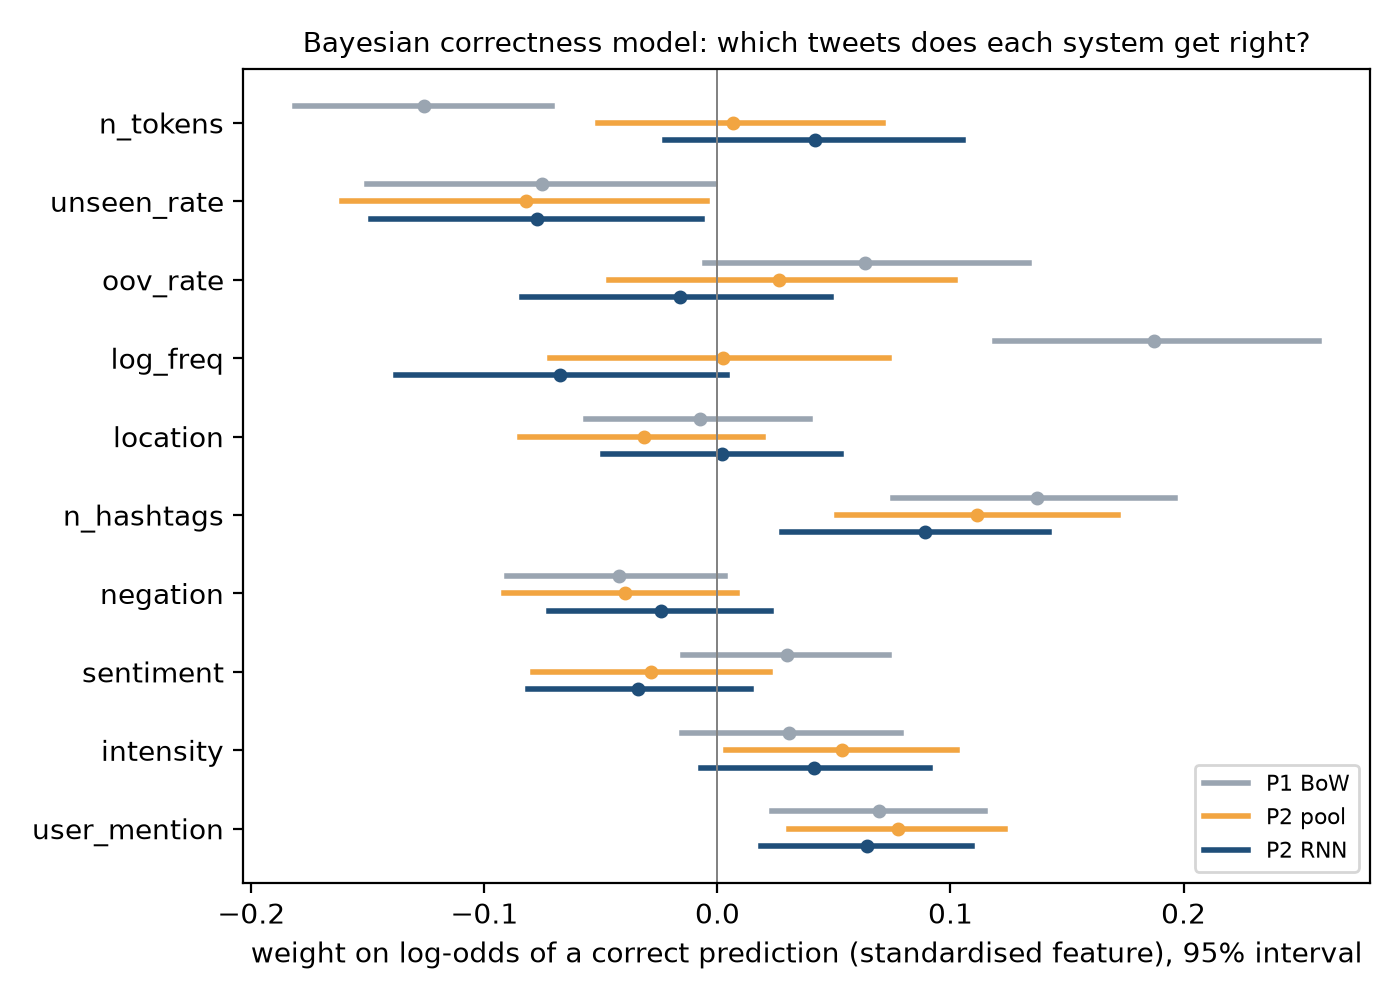 Bayesian correctness model: which tweets does each system get right?
n_tokens
unseen_rate
oov_rate
log_freq
location
n_hashtags
negation
sentiment
intensity
user_mention
P1 BoW
P2 pool
P2 RNN
−0.2 −0.1 0.0 0.1 0.2
weight on log-odds of a correct prediction (standardised feature), 95% interval